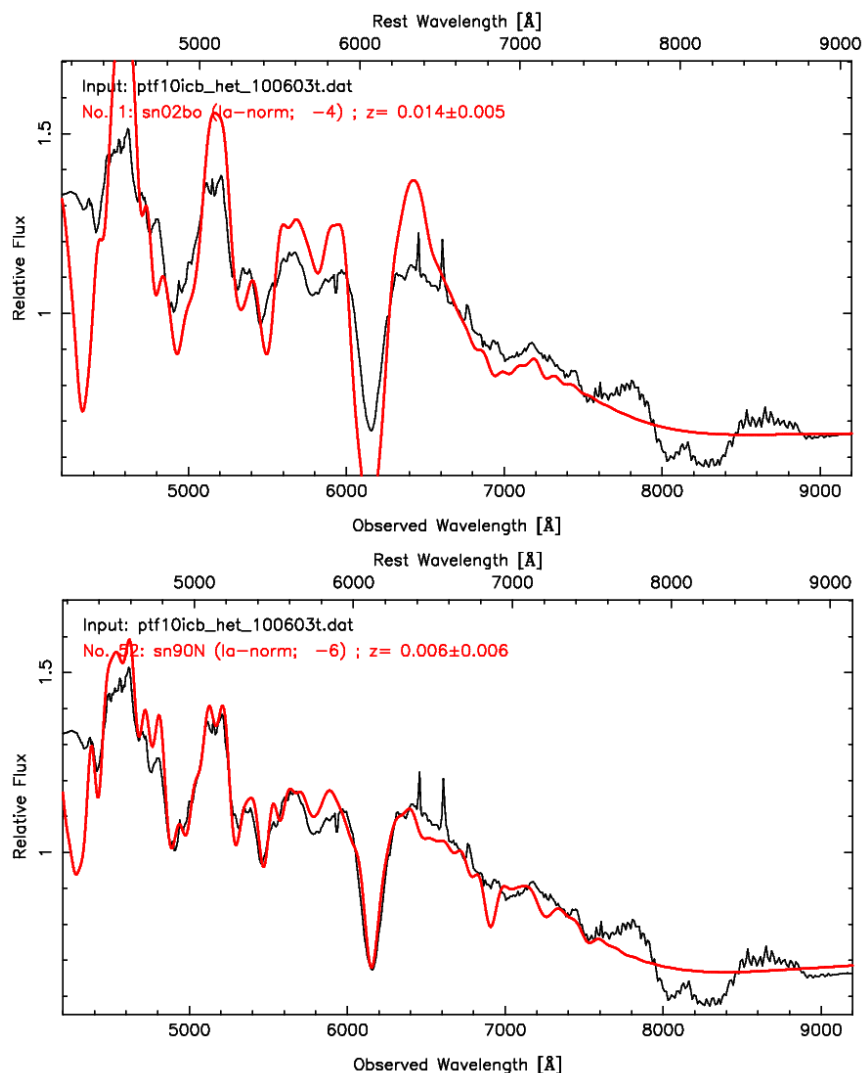 Rest Wavelength [Å]
5000 6000 7000 8000 9000
Input: ptf10icb_het_100603t.dat
No. 1: sn02bo (Ia-norm; -4) ; z= 0.014±0.005
1.5
1
Relative Flux
5000 6000 7000 8000 9000
Observed Wavelength [Å]
Rest Wavelength [Å]
5000 6000 7000 8000 9000
Input: ptf10icb_het_100603t.dat
No. 52: sn90N (Ia-norm; -6) ; z= 0.006±0.006
1.5
1
Relative Flux
5000 6000 7000 8000 9000
Observed Wavelength [Å]